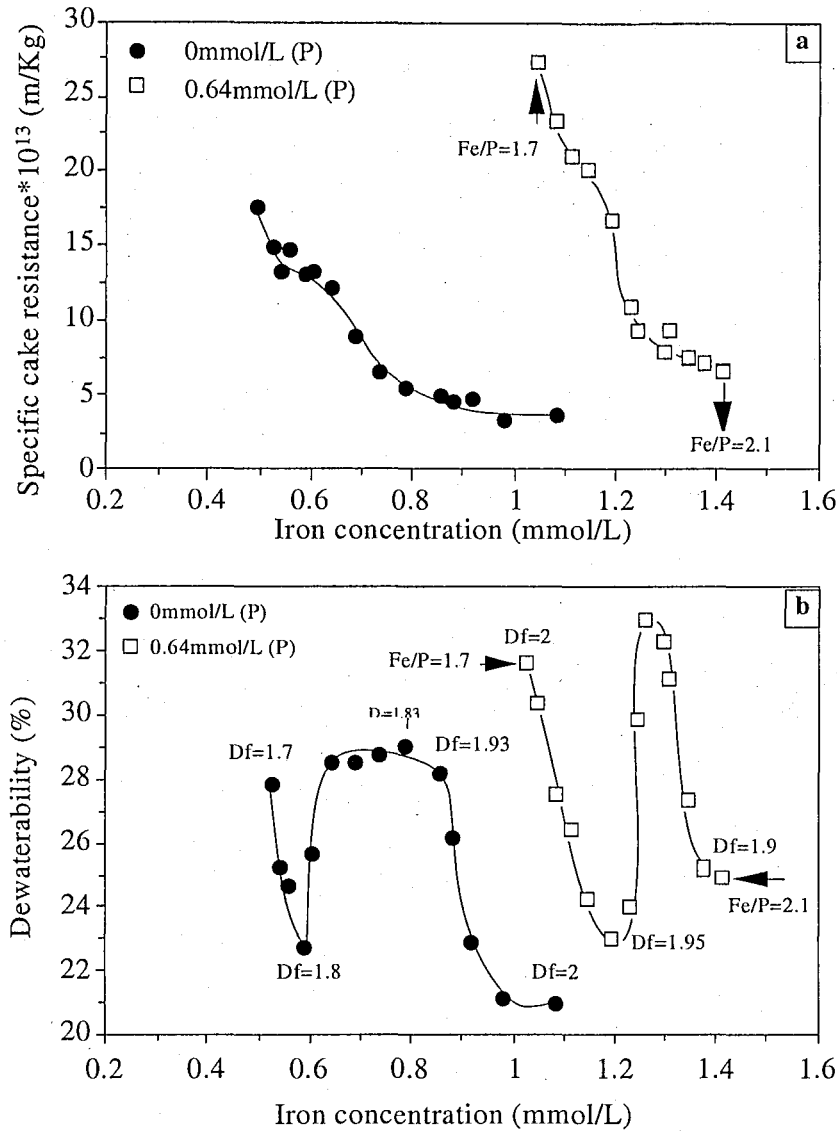 a
0mmol/L (P)
0.64mmol/L (P)
Specific cake resistance*10^13 (m/Kg)
30
25
20
15
10
5
0
Fe/P=1.7
Fe/P=2.1
0.2 0.4 0.6 0.8 1 1.2 1.4 1.6
Iron concentration (mmol/L)
b
0mmol/L (P)
0.64mmol/L (P)
Dewaterability (%)
34
32
30
28
26
24
22
20
Df=2
Fe/P=1.7
Df=1.7
D=1.83
Df=1.93
Df=1.8
Df=2
Df=1.95
Df=1.9
Fe/P=2.1
0.2 0.4 0.6 0.8 1 1.2 1.4 1.6
Iron concentration (mmol/L)